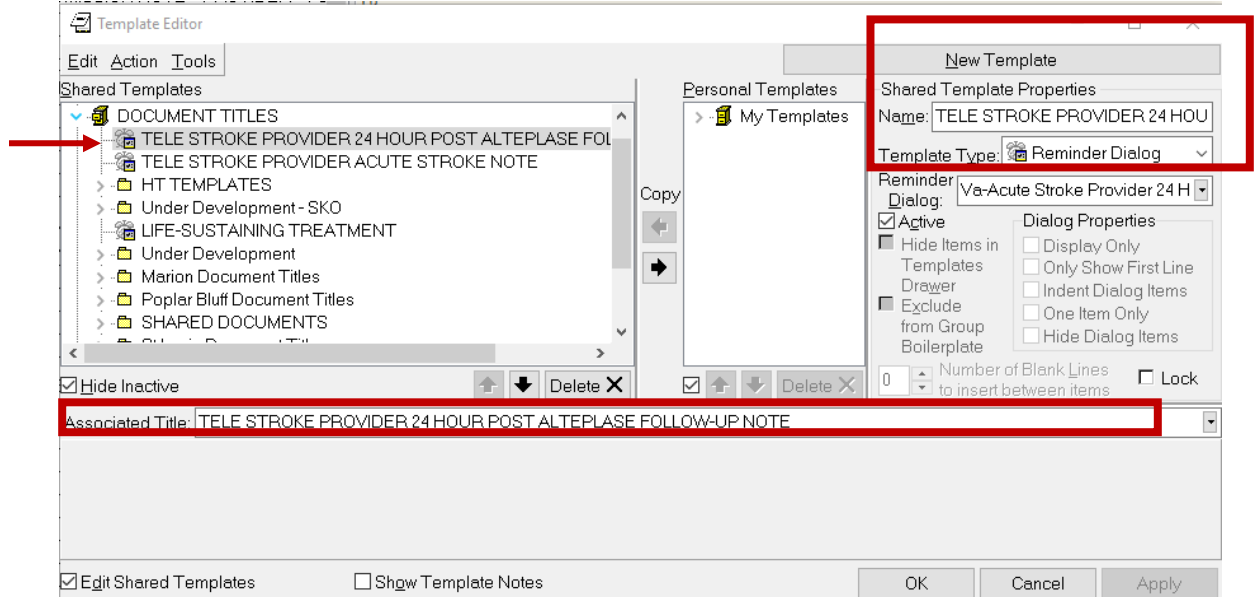 Template Editor
Edit Action Tools
New Template
Shared Templates
DOCUMENT TITLES
TELE STROKE PROVIDER 24 HOUR POST ALTEPLASE FOL
TELE STROKE PROVIDER ACUTE STROKE NOTE
HT TEMPLATES
Under Development - SKO
LIFE-SUSTAINING TREATMENT
Under Development
Marion Document Titles
Poplar Bluff Document Titles
SHARED DOCUMENTS
Hide Inactive
Delete
Copy
Personal Templates
My Templates
Delete
Shared Template Properties
Name: TELE STROKE PROVIDER 24 HOU
Template Type: Reminder Dialog
Reminder
Dialog: Va-Acute Stroke Provider 24 H
Active
Hide Items in
Templates
Drawer
Exclude
from Group
Boilerplate
Dialog Properties
Display Only
Only Show First Line
Indent Dialog Items
One Item Only
Hide Dialog Items
0 Number of Blank Lines
to insert between items
Lock
Associated Title: TELE STROKE PROVIDER 24 HOUR POST ALTEPLASE FOLLOW-UP NOTE
Edit Shared Templates
Show Template Notes
OK Cancel Apply